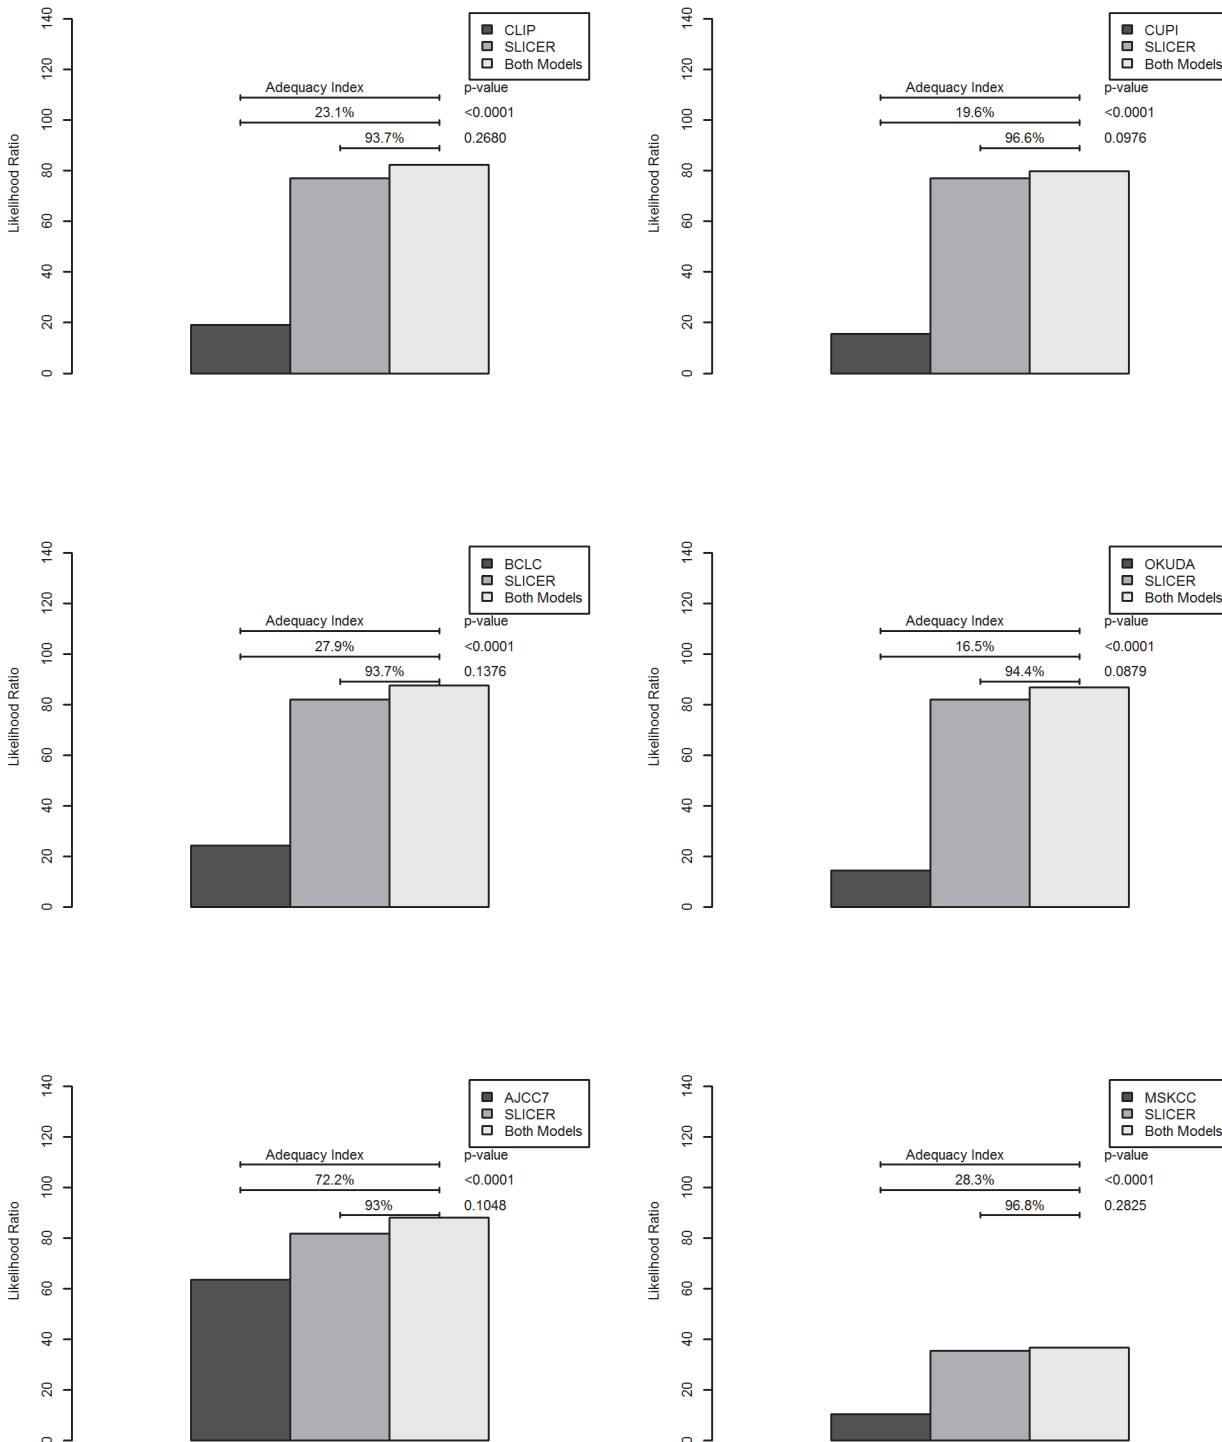 140
120
100
80
60
40
20
0
Likelihood Ratio
CLIP
SLICER
Both Models
Adequacy Index
p-value
23.1%
<0.0001
93.7%
0.2680
140
120
100
80
60
40
20
0
Likelihood Ratio
CUPI
SLICER
Both Models
Adequacy Index
p-value
19.6%
<0.0001
96.6%
0.0976
140
120
100
80
60
40
20
0
Likelihood Ratio
BCLC
SLICER
Both Models
Adequacy Index
p-value
27.9%
<0.0001
93.7%
0.1376
140
120
100
80
60
40
20
0
Likelihood Ratio
OKUDA
SLICER
Both Models
Adequacy Index
p-value
16.5%
<0.0001
94.4%
0.0879
140
120
100
80
60
40
20
0
Likelihood Ratio
AJCC7
SLICER
Both Models
Adequacy Index
p-value
72.2%
<0.0001
93%
0.1048
140
120
100
80
60
40
20
0
Likelihood Ratio
MSKCC
SLICER
Both Models
Adequacy Index
p-value
28.3%
<0.0001
96.8%
0.2825